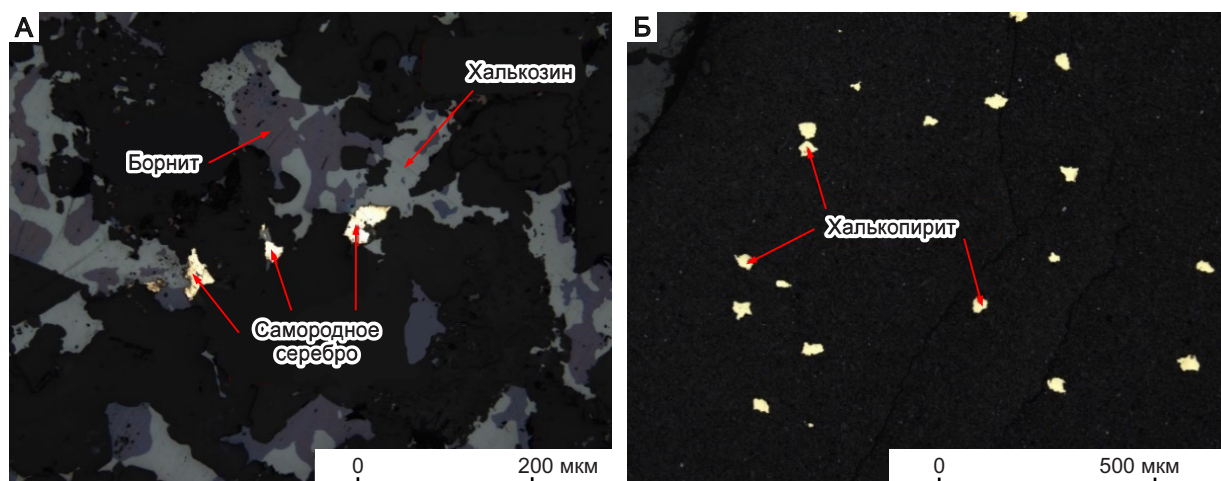 А
Халькозин
Борнит
Самородное
серебро
0 200 мкм
Б
Халькопирит
0 500 мкм